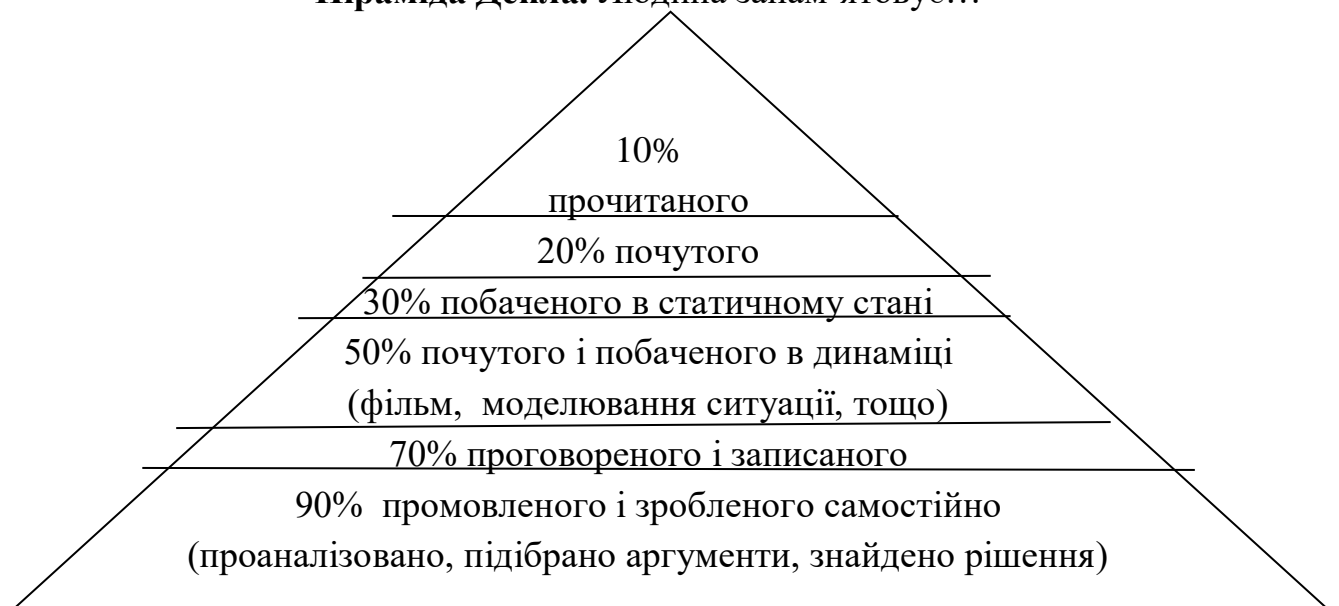 Піраміда Дейла. Людина запам'ятовує…
10%
прочитаного
20% почутого
30% побаченого в статичному стані
50% почутого і побаченого в динаміці
(фільм, моделювання ситуації, тощо)
70% проговореного і записаного
90% промовленого і зробленого самостійно
(проаналізовано, підібрано аргументи, знайдено рішення)